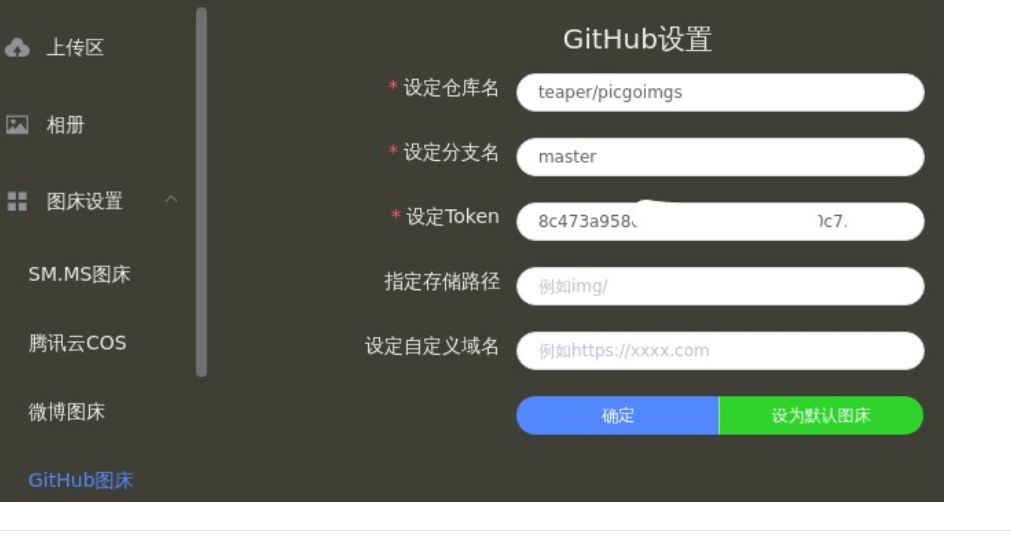 上传区
相册
图床设置
SM.MS图床
腾讯云COS
微博图床
GitHub图床
GitHub设置
* 设定仓库名
teaper/picgoimgs
* 设定分支名
master
* 设定Token
8c473a958
c7.
指定存储路径
例如img/
设定自定义域名
例如https://xxxx.com
确定
设为默认图床